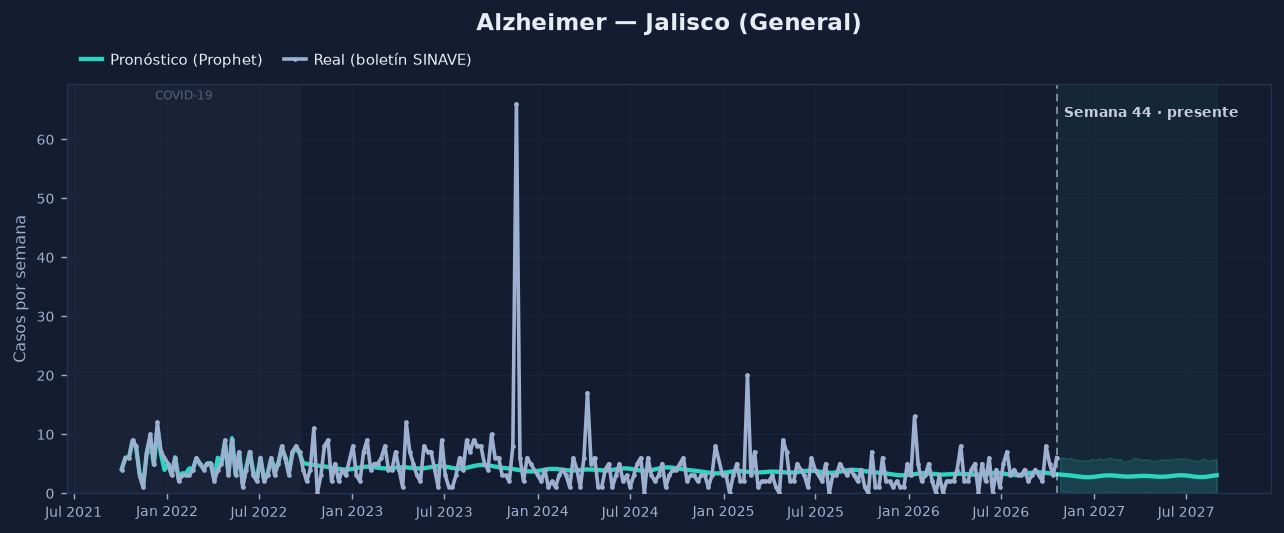 Alzheimer — Jalisco (General)
Pronóstico (Prophet)
Real (boletín SINAVE)
COVID-19
Semana 44 · presente
Casos por semana
60
50
40
30
20
10
0
Jul 2021
Jan 2022
Jul 2022
Jan 2023
Jul 2023
Jan 2024
Jul 2024
Jan 2025
Jul 2025
Jan 2026
Jul 2026
Jan 2027
Jul 2027